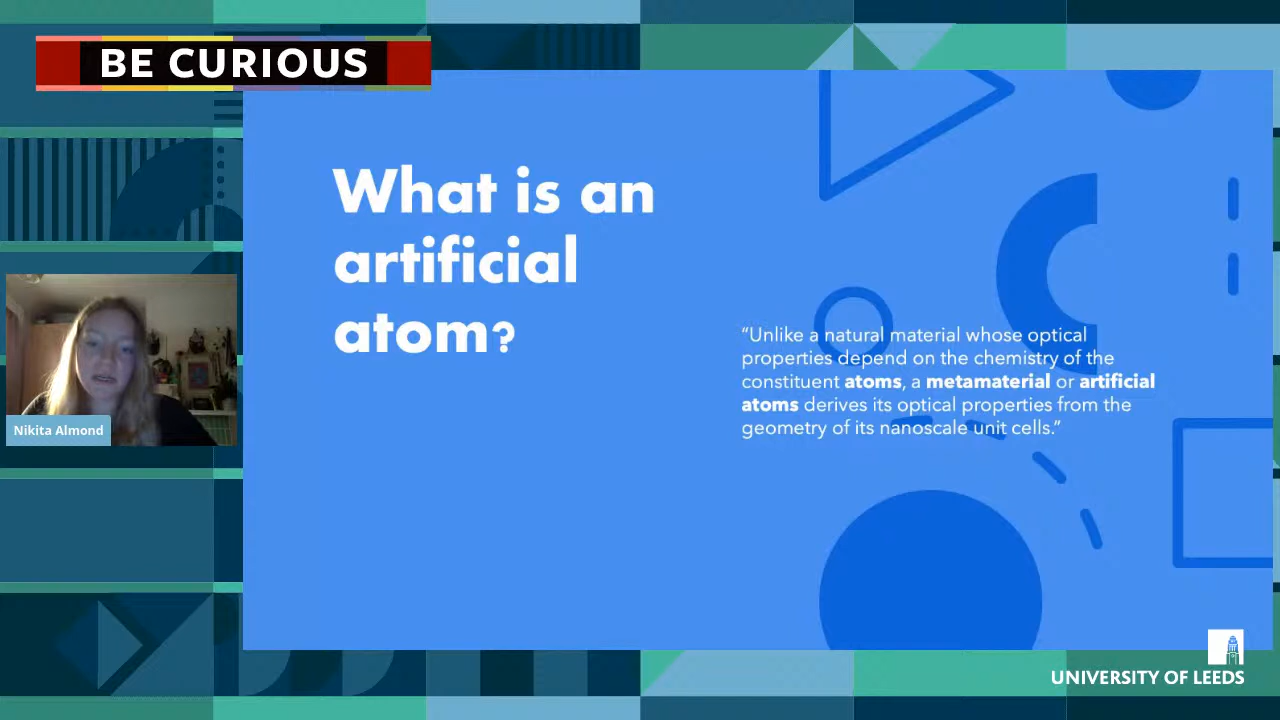 BE CURIOUS
What is an
artificial
atom?
“Unlike a natural material whose optical
properties depend on the chemistry of the
constituent atoms, a metamaterial or artificial
atoms derives its optical properties from the
geometry of its nanoscale unit cells.”
Nikita Almond
UNIVERSITY OF LEEDS